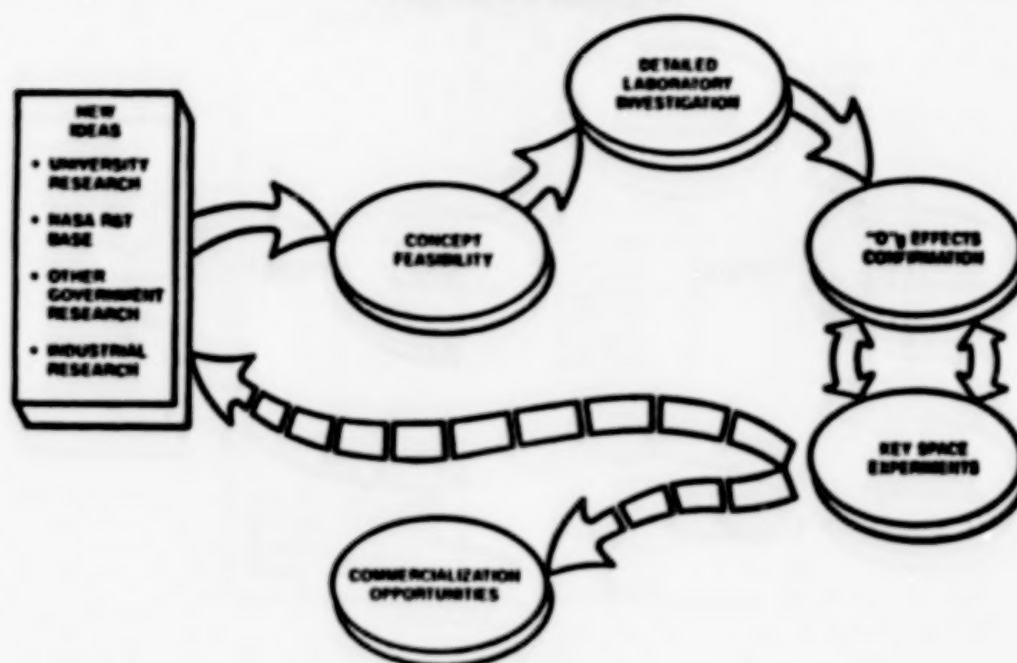 NEW
IDEAS
• UNIVERSITY
RESEARCH
• NASA R&T
BASE
• OTHER
GOVERNMENT
RESEARCH
• INDUSTRIAL
RESEARCH
CONCEPT
FEASIBILITY
DETAILED
LABORATORY
INVESTIGATION
"O"g EFFECTS
CONFIRMATION
KEY SPACE
EXPERIMENTS
COMMERCIALIZATION
OPPORTUNITIES